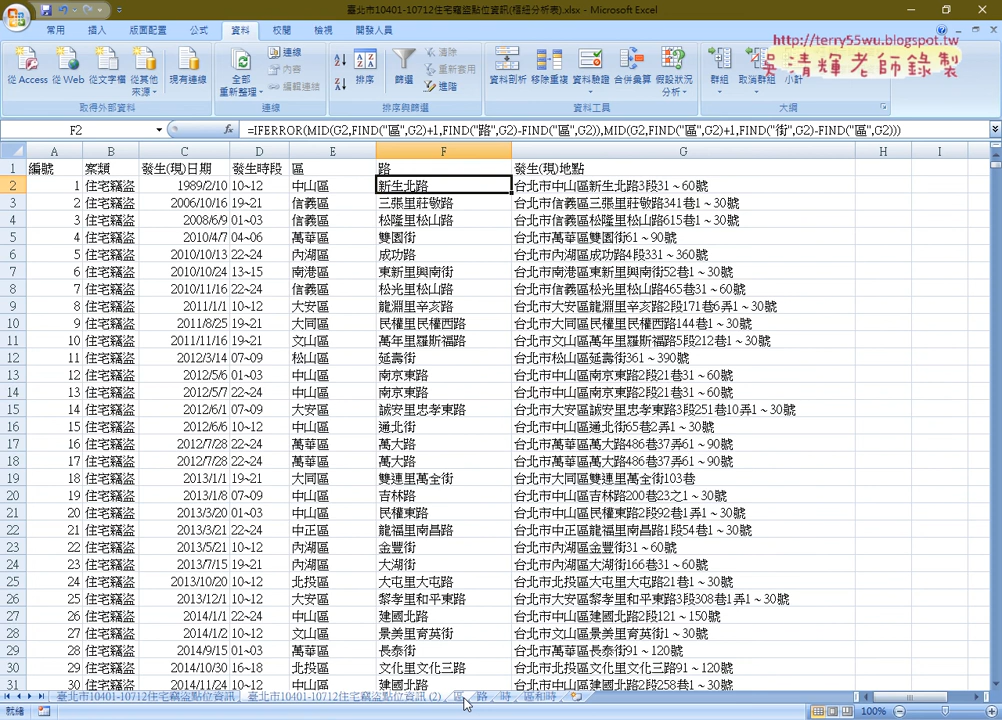 臺北市10401-10712住宅竊盜點位資訊(樞紐分析表).xlsx - Microsoft Excel
常用 插入 版面配置 公式 資料 校閱 檢視 開發人員
http://terry55wu.blogspot.tw
吳清輝老師錄製
從 Access 從 Web 從文字檔 從其他來源 現有連線 全部重新整理 連線 內容 編輯連結 排序 篩選 清除 重新套用 進階 資料剖析 移除重複 資料驗證 合併彙算 假設狀況分析 群組 取消群組 小計
取得外部資料 連線 排序與篩選 資料工具 大綱
F2 fx =IFERROR(MID(G2,FIND("區",G2)+1,FIND("路",G2)-FIND("區",G2)),MID(G2,FIND("區",G2)+1,FIND("街",G2)-FIND("區",G2)))
A B C D E F G H I
1 編號 案類 發生(現)日期 發生時段 區 路 發生(現)地點
2 1 住宅竊盜 1989/2/10 10~12 中山區 新生北路 台北市中山區新生北路3段31~60號
3 2 住宅竊盜 2006/10/16 19~21 信義區 三張里莊敬路 台北市信義區三張里莊敬路341巷1~30號
4 3 住宅竊盜 2008/6/9 01~03 信義區 松隆里松山路 台北市信義區松隆里松山路615巷1~30號
5 4 住宅竊盜 2010/4/7 04~06 萬華區 雙園街 台北市萬華區雙園街61~90號
6 5 住宅竊盜 2010/10/13 22~24 內湖區 成功路 台北市內湖區成功路4段331~360號
7 6 住宅竊盜 2010/10/24 13~15 南港區 東新里興南街 台北市南港區東新里興南街52巷1~30號
8 7 住宅竊盜 2010/11/16 22~24 信義區 松光里松山路 台北市信義區松光里松山路465巷31~60號
9 8 住宅竊盜 2011/1/1 10~12 大安區 龍淵里辛亥路 台北市大安區龍淵里辛亥路2段171巷6弄1~30號
10 9 住宅竊盜 2011/8/25 19~21 大同區 民權里民權西路 台北市大同區民權里民權西路144巷1~30號
11 10 住宅竊盜 2011/11/16 19~21 文山區 萬年里羅斯福路 台北市文山區萬年里羅斯福路5段212巷1~30號
12 11 住宅竊盜 2012/3/14 07~09 松山區 延壽街 台北市松山區延壽街361~390號
13 12 住宅竊盜 2012/5/6 01~03 中山區 南京東路 台北市中山區南京東路2段21巷31~60號
14 13 住宅竊盜 2012/5/7 22~24 中山區 南京東路 台北市中山區南京東路2段21巷31~60號
15 14 住宅竊盜 2012/6/1 07~09 大安區 誠安里忠孝東路 台北市大安區誠安里忠孝東路3段251巷10弄1~30號
16 15 住宅竊盜 2012/6/6 10~12 中山區 通北街 台北市中山區通北街65巷2弄1~30號
17 16 住宅竊盜 2012/7/28 22~24 萬華區 萬大路 台北市萬華區萬大路486巷37弄61~90號
18 17 住宅竊盜 2012/7/28 22~24 萬華區 萬大路 台北市萬華區萬大路486巷37弄61~90號
19 18 住宅竊盜 2013/1/1 19~21 大同區 雙連里萬全街 台北市大同區雙連里萬全街103巷
20 19 住宅竊盜 2013/1/8 07~09 中山區 吉林路 台北市中山區吉林路200巷23之1~30號
21 20 住宅竊盜 2013/3/20 01~03 中山區 民權東路 台北市中山區民權東路2段92巷1弄1~30號
22 21 住宅竊盜 2013/3/21 22~24 中正區 龍福里南昌路 台北市中正區龍福里南昌路1段54巷1~30號
23 22 住宅竊盜 2013/5/21 10~12 內湖區 金豐街 台北市內湖區金豐街31~60號
24 23 住宅竊盜 2013/7/15 19~21 內湖區 大湖街 台北市內湖區大湖街166巷31~60號
25 24 住宅竊盜 2013/10/20 10~12 北投區 大屯里大屯路 台北市北投區大屯里大屯路21巷1~30號
26 25 住宅竊盜 2013/12/1 10~12 大安區 黎孝里和平東路 台北市大安區黎孝里和平東路3段308巷1弄1~30號
27 26 住宅竊盜 2014/1/1 22~24 中山區 建國北路 台北市中山區建國北路2段121~150號
28 27 住宅竊盜 2014/1/2 10~12 文山區 景美里育英街 台北市文山區景美里育英街1~30號
29 28 住宅竊盜 2014/9/15 01~03 萬華區 長泰街 台北市萬華區長泰街91~120號
30 29 住宅竊盜 2014/10/30 16~18 北投區 文化里文化三路 台北市北投區文化里文化三路91~120號
31 30 住宅竊盜 2014/11/24 10~12 中山區 建國北路 台北市中山區建國北路2段258巷1~30號
臺北市10401-10712住宅竊盜點位資訊 臺北市10401-10712住宅竊盜點位資訊 (2) 區 路 時 區和時
就緒 100%